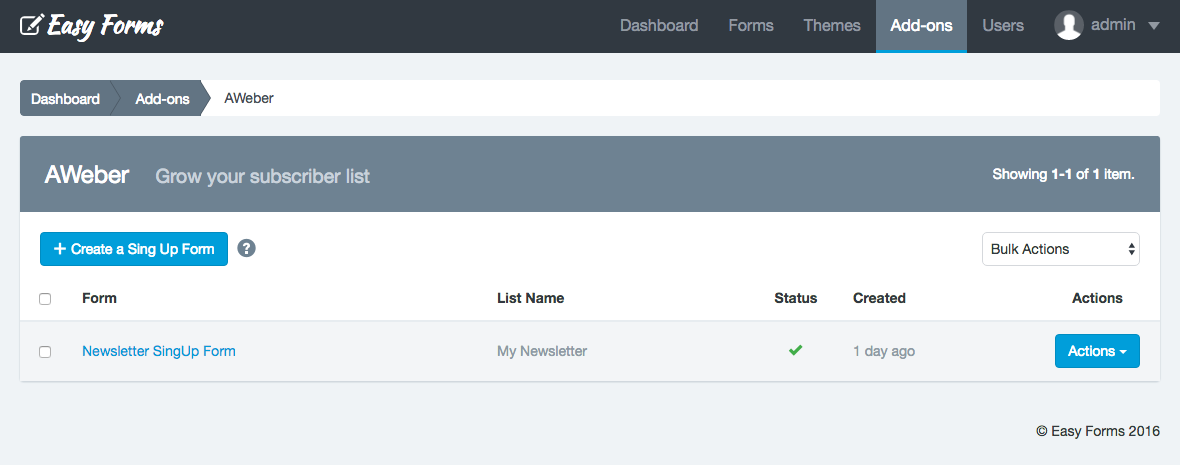 Easy Forms Dashboard Forms Themes Add-ons Users admin
Dashboard Add-ons AWeber
AWeber Grow your subscriber list Showing 1-1 of 1 item.
+ Create a Sing Up Form ? Bulk Actions
Form List Name Status Created Actions
Newsletter SingUp Form My Newsletter 1 day ago Actions
© Easy Forms 2016